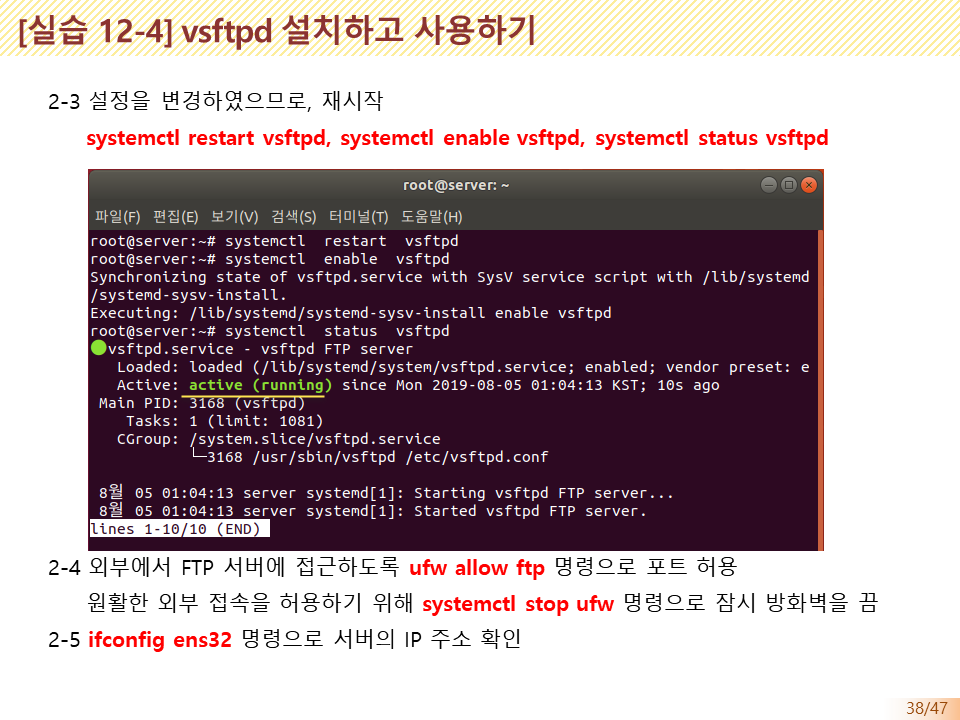 [실습 12-4] vsftpd 설치하고 사용하기
2-3 설정을 변경하였으므로, 재시작
systemctl restart vsftpd, systemctl enable vsftpd, systemctl status vsftpd
root@server: ~
파일(F) 편집(E) 보기(V) 검색(S) 터미널(T) 도움말(H)
root@server:~# systemctl  restart  vsftpd
root@server:~# systemctl  enable  vsftpd
Synchronizing state of vsftpd.service with SysV service script with /lib/systemd
/systemd-sysv-install.
Executing: /lib/systemd/systemd-sysv-install enable vsftpd
root@server:~# systemctl  status  vsftpd
●vsftpd.service - vsftpd FTP server
Loaded: loaded (/lib/systemd/system/vsftpd.service; enabled; vendor preset: e
Active: active (running) since Mon 2019-08-05 01:04:13 KST; 10s ago
Main PID: 3168 (vsftpd)
Tasks: 1 (limit: 1081)
CGroup: /system.slice/vsftpd.service
└─3168 /usr/sbin/vsftpd /etc/vsftpd.conf
8월 05 01:04:13 server systemd[1]: Starting vsftpd FTP server...
8월 05 01:04:13 server systemd[1]: Started vsftpd FTP server.
lines 1-10/10 (END)
2-4 외부에서 FTP 서버에 접근하도록 ufw allow ftp 명령으로 포트 허용
원활한 외부 접속을 허용하기 위해 systemctl stop ufw 명령으로 잠시 방화벽을 끔
2-5 ifconfig ens32 명령으로 서버의 IP 주소 확인
38/47